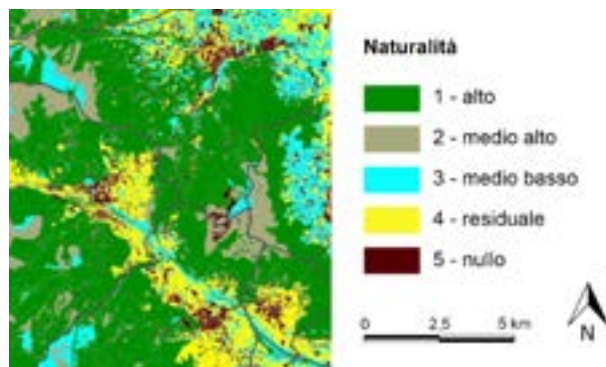 Naturalità
1 - alto
2 - medio alto
3 - medio basso
4 - residuale
5 - nullo
0 2,5 5 km
N